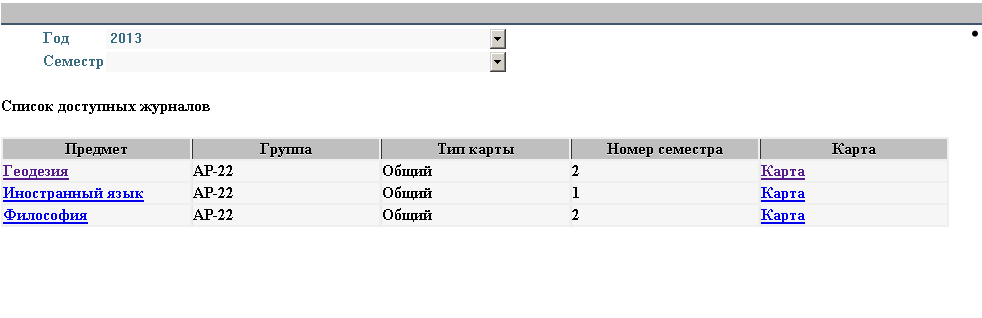 Год 2013
Семестр
Список доступных журналов
Предмет Группа Тип карты Номер семестра Карта
Геодезия АР-22 Общий 2 Карта
Иностранный язык АР-22 Общий 1 Карта
Философия АР-22 Общий 2 Карта